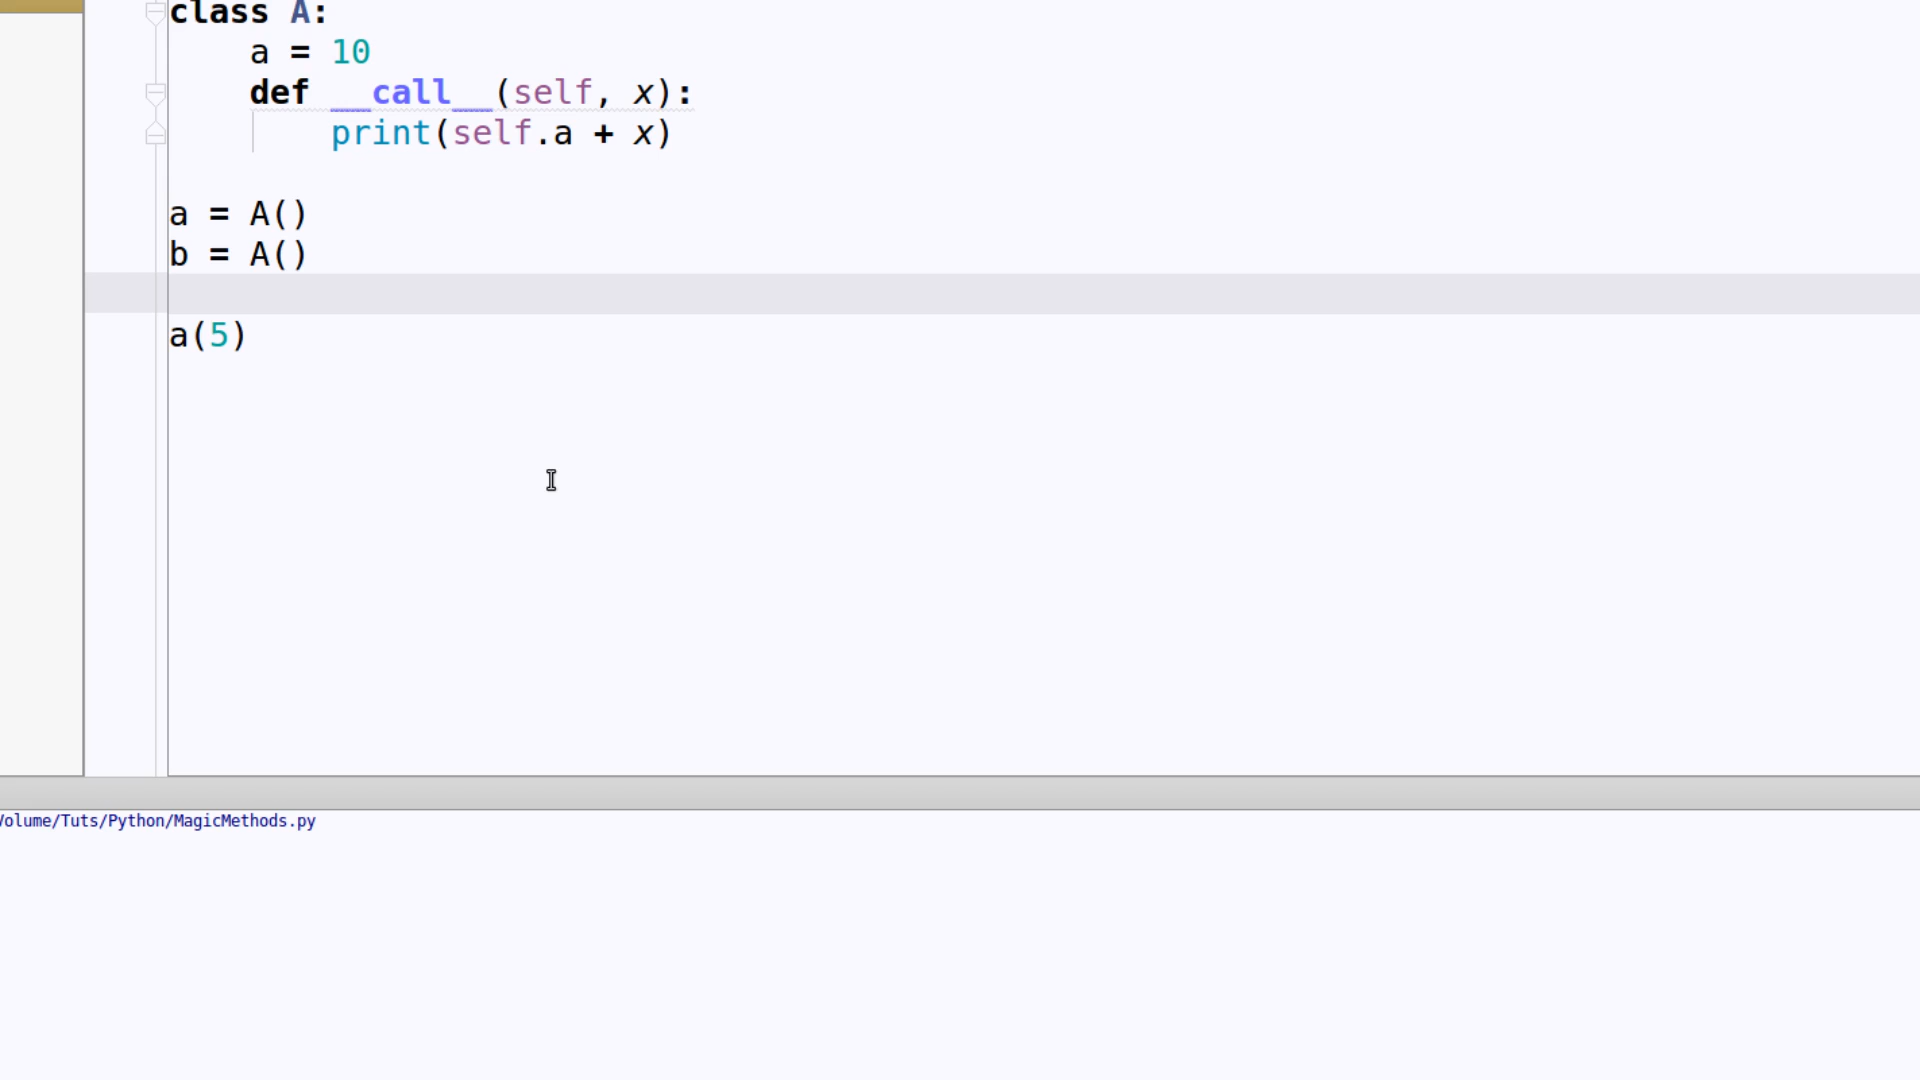 class A:
    a = 10
    def __call__(self, x):
        print(self.a + x)
a = A()
b = A()
a(5)
Volume/Tuts/Python/MagicMethods.py